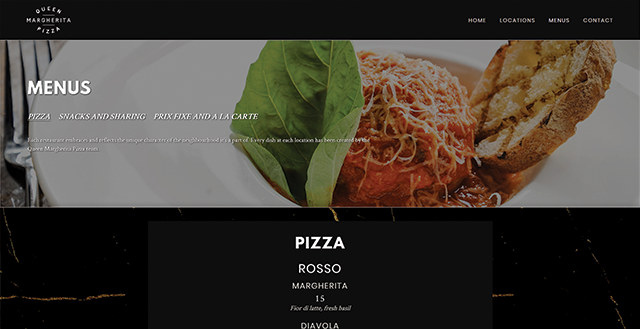 QUEEN
MARGHERITA
PIZZA
HOME LOCATIONS MENUS CONTACT
MENUS
PIZZA SNACKS AND SHARING PRIX FIXE AND A LA CARTE
Each restaurant embraces and reflects the unique character of the neighbourhood it's a part of. Every dish at each location has been created by the
Queen Margherita Pizza team.
PIZZA
ROSSO
MARGHERITA
15
Fior di latte, fresh basil
DIAVOLA